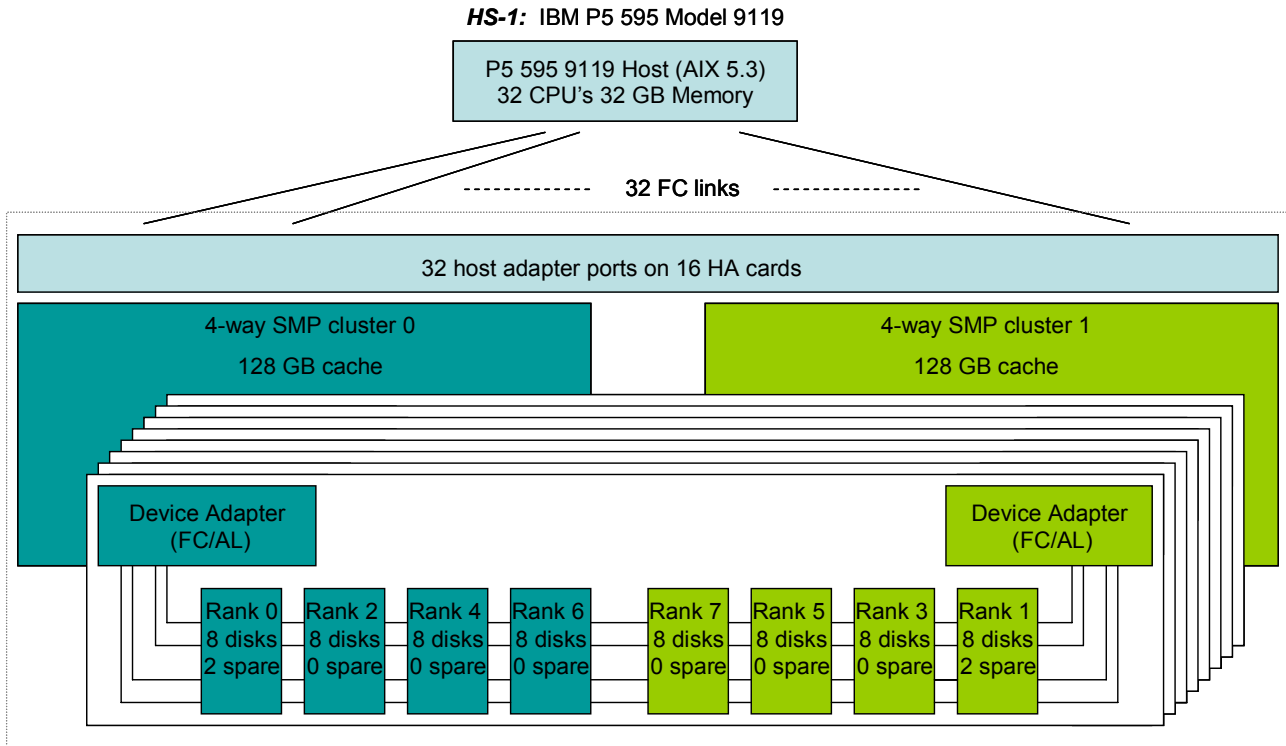 HS-1: IBM P5 595 Model 9119
P5 595 9119 Host (AIX 5.3)
32 CPU's 32 GB Memory
32 FC links
32 host adapter ports on 16 HA cards
4-way SMP cluster 0
128 GB cache
4-way SMP cluster 1
128 GB cache
Device Adapter
(FC/AL)
Device Adapter
(FC/AL)
Rank 0
8 disks
2 spare
Rank 2
8 disks
0 spare
Rank 4
8 disks
0 spare
Rank 6
8 disks
0 spare
Rank 7
8 disks
0 spare
Rank 5
8 disks
0 spare
Rank 3
8 disks
0 spare
Rank 1
8 disks
2 spare